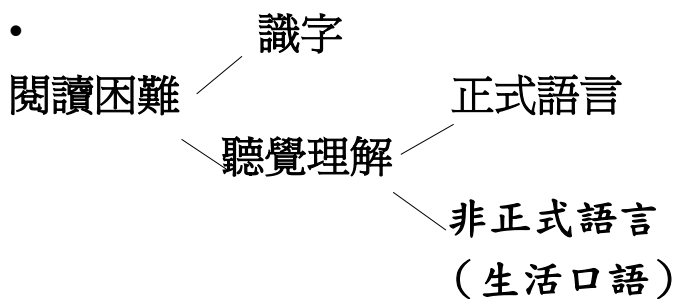 •
識字
閱讀困難
正式語言
聽覺理解
非正式語言
（生活口語）